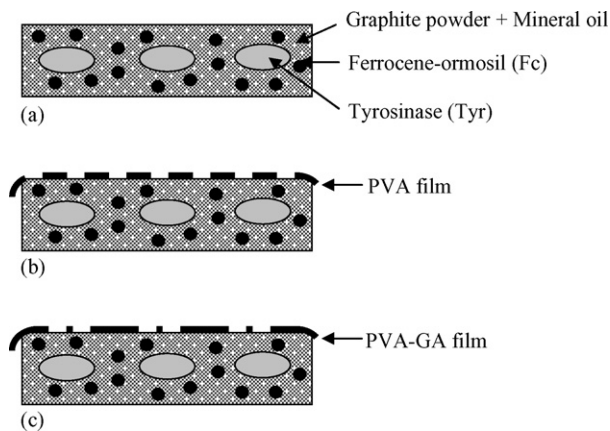 Graphite powder + Mineral oil
Ferrocene-ormosil (Fc)
Tyrosinase (Tyr)
(a)
PVA film
(b)
PVA-GA film
(c)